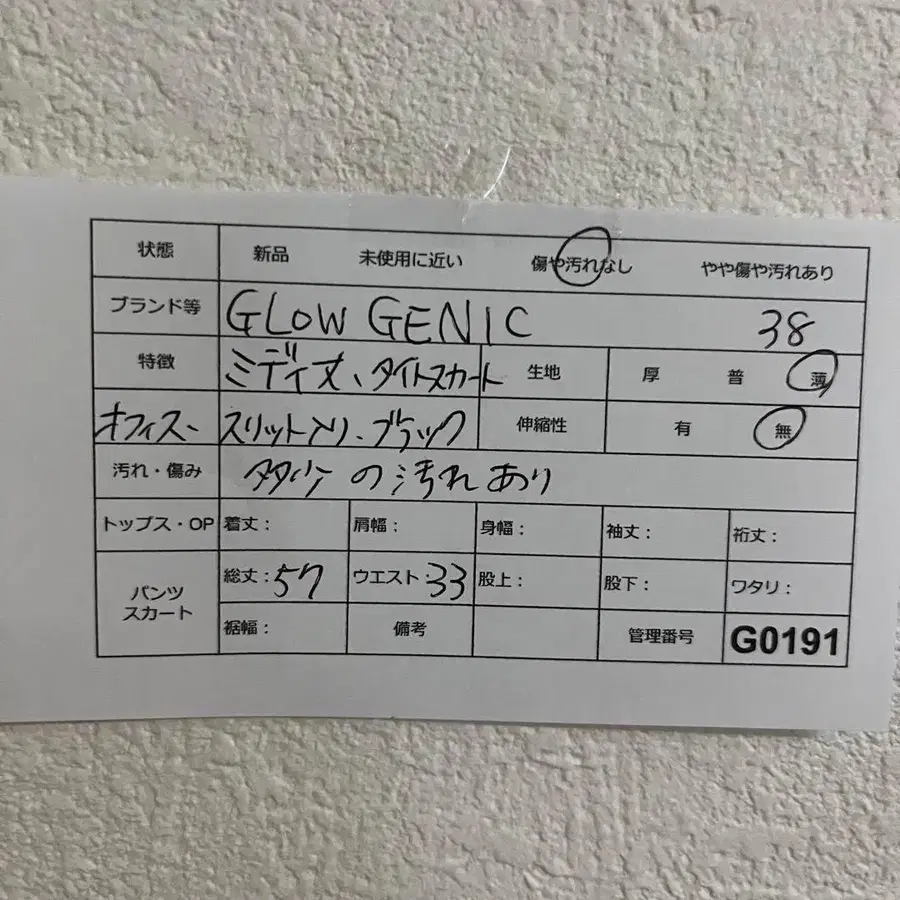 状態 新品 未使用に近い 傷や汚れなし やや傷や汚れあり
ブランド等 GLOW GENIC 38
特徴 ミディ丈、タイトスカート 生地 厚 普 薄
オフィス、スリット入り、ブラック 伸縮性 有 無
汚れ・傷み 多少の汚れあり
トップス・OP 着丈: 肩幅: 身幅: 袖丈: 裄丈:
パンツ スカート 総丈:57 ウエスト:33 股上: 股下: ワタリ:
裾幅: 備考 管理番号 G0191